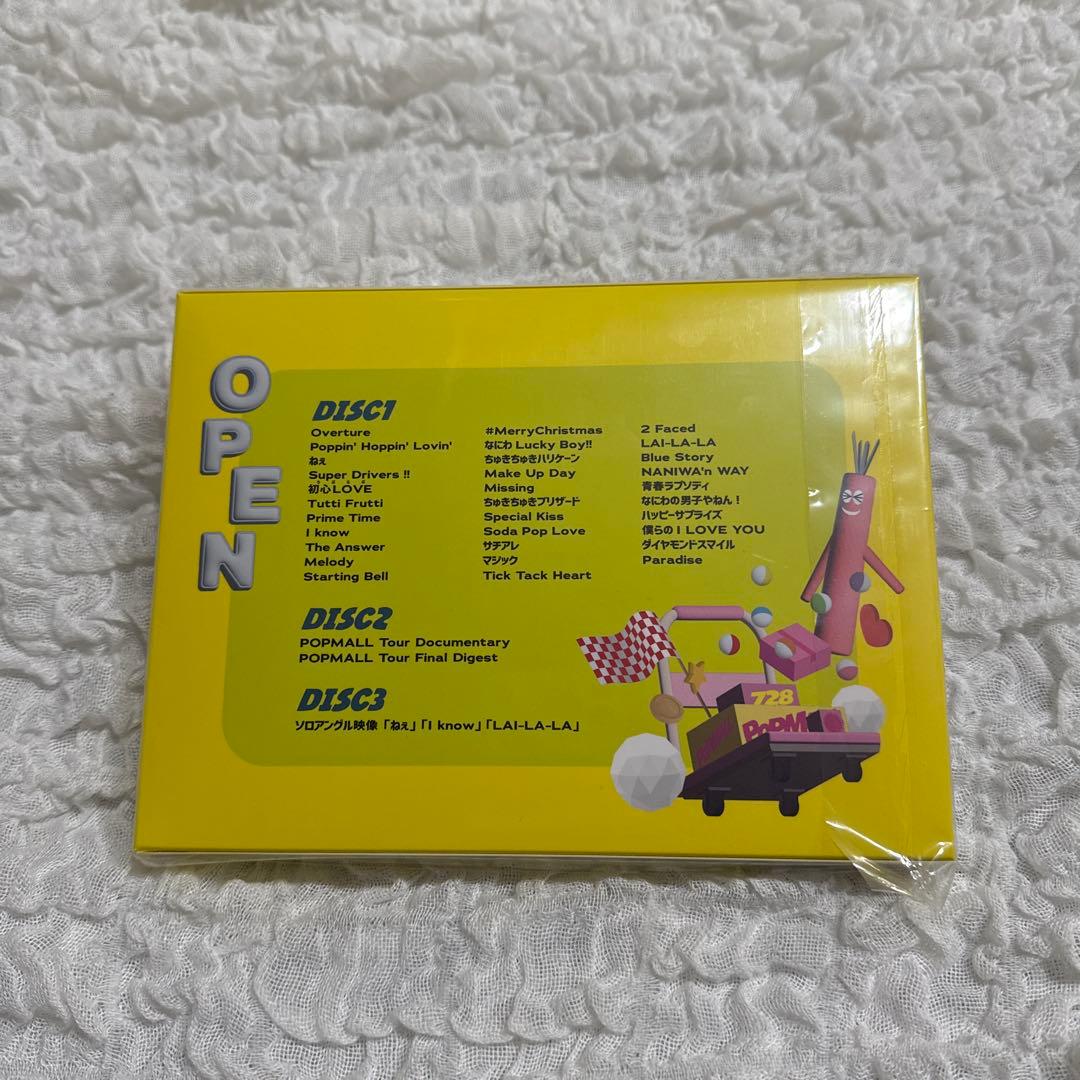 OPEN
DISC1
Overture
Poppin' Hoppin' Lovin'
ねぇ
Super Drivers !!
初心LOVE
Tutti Frutti
Prime Time
I know
The Answer
Melody
Starting Bell
#MerryChristmas
なにわ Lucky Boy!!
ちゅきちゅきハリケーン
Make Up Day
Missing
ちゅきちゅきブリザード
Special Kiss
Soda Pop Love
サチアレ
マジック
Tick Tack Heart
2 Faced
LAI-LA-LA
Blue Story
NANIWA'n WAY
青春ラプソディ
なにわの男子やねん！
ハッピーサプライズ
僕らの I LOVE YOU
ダイヤモンドスマイル
Paradise
DISC2
POPMALL Tour Documentary
POPMALL Tour Final Digest
DISC3
ソロアングル映像「ねぇ」「I know」「LAI-LA-LA」
728
POPM